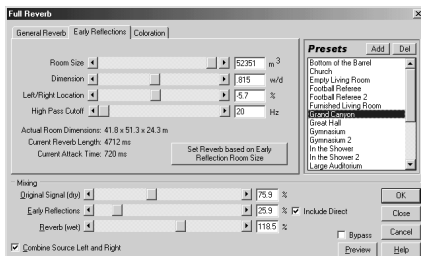 Full Reverb
General Reverb Early Reflections Coloration
Room Size 52351 m 3
Dimension .815 w/d
Left/Right Location -5.7 %
High Pass Cutoff 20 Hz
Actual Room Dimensions: 41.8 x 51.3 x 24.3 m
Current Reverb Length: 4712 ms
Current Attack Time: 720 ms
Set Reverb based on Early
Reflection Room Size
Presets Add Del
Bottom of the Barrel
Church
Empty Living Room
Football Referee
Football Referee 2
Furnished Living Room
Grand Canyon
Great Hall
Gymnasium
Gymnasium 2
In the Shower
In the Shower 2
Large Auditorium
Mixing
Original Signal (dry) 75.9 %
Early Reflections 25.9 % Include Direct
Reverb (wet) 118.5 %
Combine Source Left and Right
Bypass
Preview
OK
Close
Cancel
Help